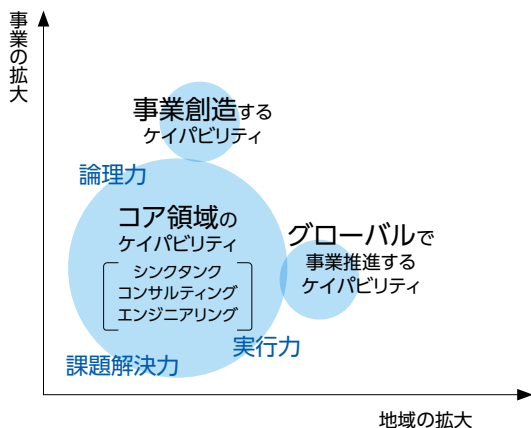 事業の拡大
事業創造する
ケイパビリティ
論理力
コア領域の
ケイパビリティ
シンクタンク
コンサルティング
エンジニアリング
グローバルで
事業推進する
ケイパビリティ
実行力
課題解決力
地域の拡大